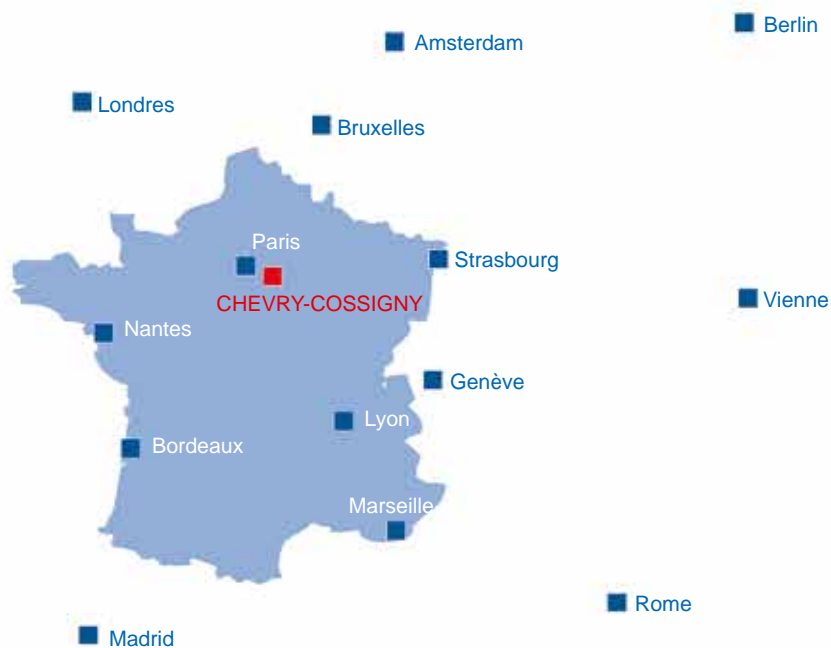 Berlin
Amsterdam
Londres
Bruxelles
Paris
Strasbourg
CHEVRY-COSSIGNY
Vienne
Nantes
Genève
Lyon
Bordeaux
Marseille
Rome
Madrid